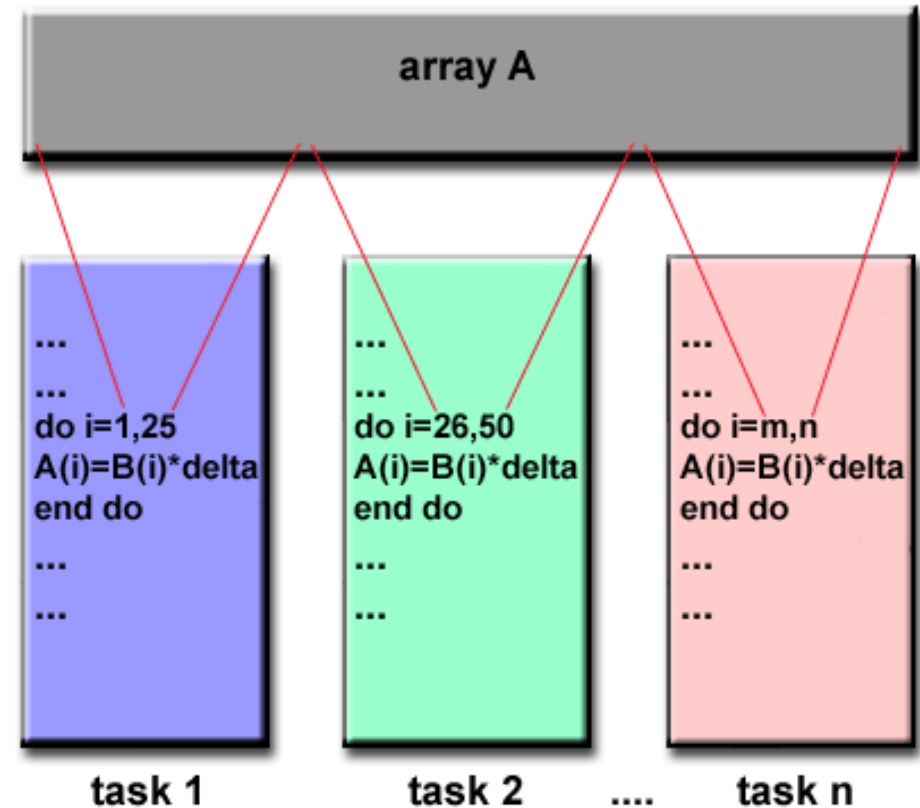 array A
...
...
do i=1,25
A(i)=B(i)*delta
end do
...
...
task 1
...
...
do i=26,50
A(i)=B(i)*delta
end do
...
...
task 2
....
...
...
do i=m,n
A(i)=B(i)*delta
end do
...
...
task n